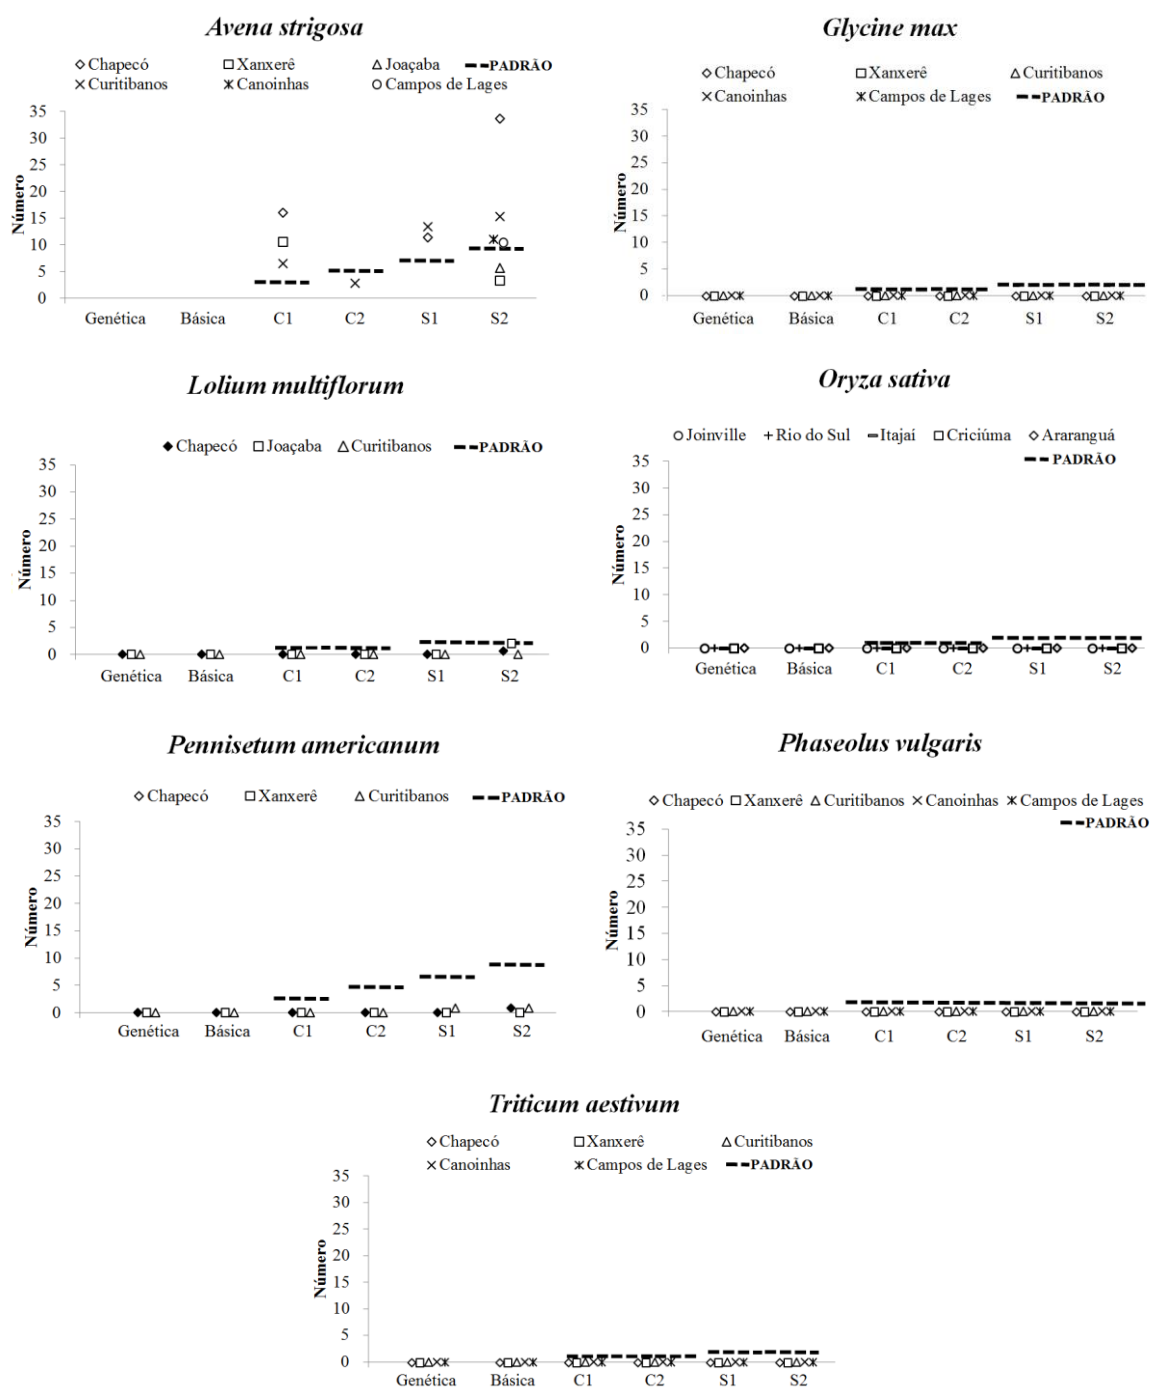 Avena strigosa
Chapecó Xanxerê Joaçaba PADRÃO
Curitibanos Canoinhas Campos de Lages
Número
35
30
25
20
15
10
5
0
Genética Básica C1 C2 S1 S2
Glycine max
Chapecó Xanxerê Curitibanos
Canoinhas Campos de Lages PADRÃO
Número
35
30
25
20
15
10
5
0
Genética Básica C1 C2 S1 S2
Lolium multiflorum
Chapecó Joaçaba Curitibanos PADRÃO
Número
35
30
25
20
15
10
5
0
Genética Básica C1 C2 S1 S2
Oryza sativa
Joinville Rio do Sul Itajaí Criciúma Araranguá
PADRÃO
Número
35
30
25
20
15
10
5
0
Genética Básica C1 C2 S1 S2
Pennisetum americanum
Chapecó Xanxerê Curitibanos PADRÃO
Número
35
30
25
20
15
10
5
0
Genética Básica C1 C2 S1 S2
Phaseolus vulgaris
Chapecó Xanxerê Curitibanos Canoinhas Campos de Lages
PADRÃO
Número
35
30
25
20
15
10
5
0
Genética Básica C1 C2 S1 S2
Triticum aestivum
Chapecó Xanxerê Curitibanos
Canoinhas Campos de Lages PADRÃO
Número
35
30
25
20
15
10
5
0
Genética Básica C1 C2 S1 S2